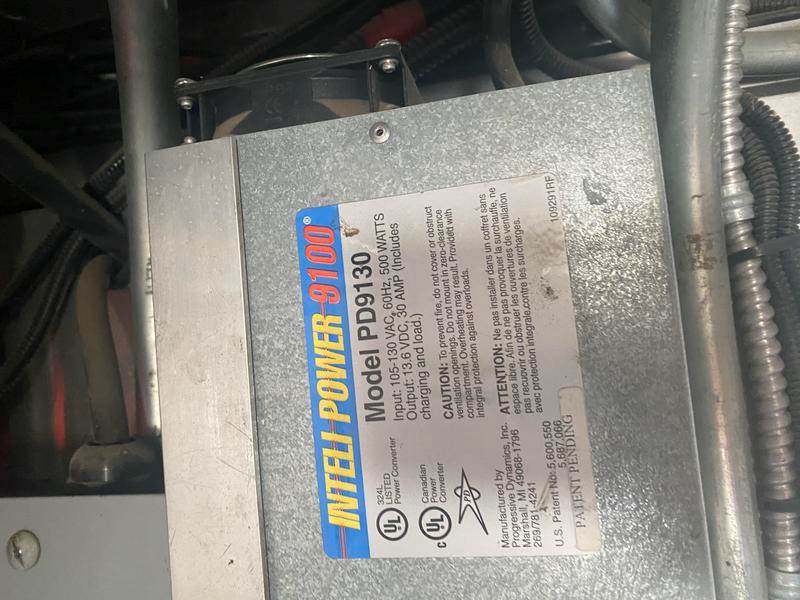 INTELI-POWER 9100®
Model PD9130
Input: 105-130 VAC, 60Hz, 500 WATTS
Output: 13.6 VDC, 30 AMP (Includes
charging and load.)
CAUTION: To prevent fire, do not cover or obstruct
ventilation openings. Do not mount in zero-clearance
compartment. Overheating may result. Provided with
integral protection against overloads.
ATTENTION: Ne pas installer dans un coffret sans
espace libre. Afin de ne pas provoquer la surchauffe, ne
pas recuovrir ou obstruer les ouvertures de ventilation
avec protection integrale,contre les surcharges.
109291RF
UL
324L
LISTED
Power Converter
C UL
Canadian
Power
Converter
PD
Manufactured by
Progressive Dynamics, Inc.
Marshall, MI 49068-1796
269/781-4241
U.S. Patent No: 5,600,550
5,687,066
PATENT PENDING